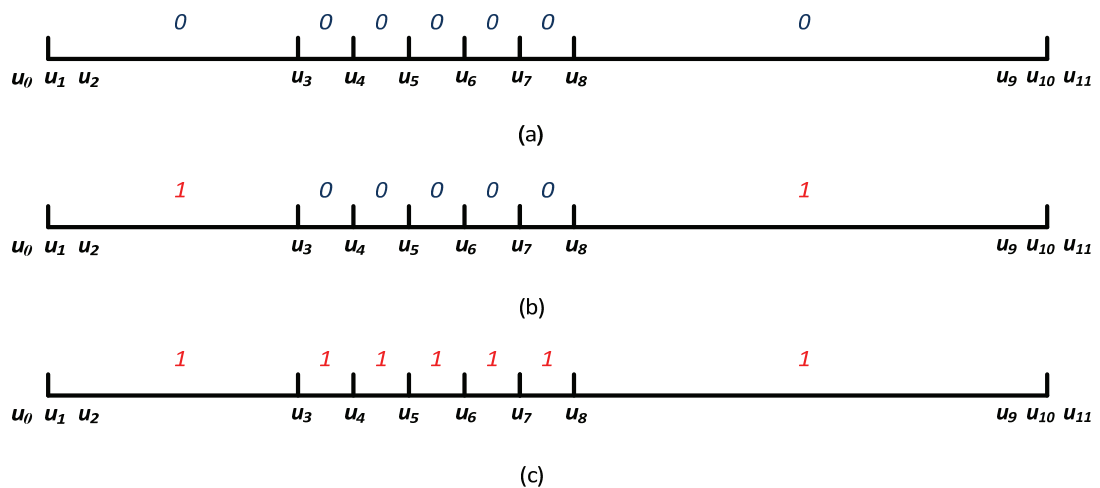 0 0 0 0 0 0 0
u₀ u₁ u₂ u₃ u₄ u₅ u₆ u₇ u₈ u₉ u₁₀ u₁₁
(a)
1 0 0 0 0 0 1
u₀ u₁ u₂ u₃ u₄ u₅ u₆ u₇ u₈ u₉ u₁₀ u₁₁
(b)
1 1 1 1 1 1 1
u₀ u₁ u₂ u₃ u₄ u₅ u₆ u₇ u₈ u₉ u₁₀ u₁₁
(c)